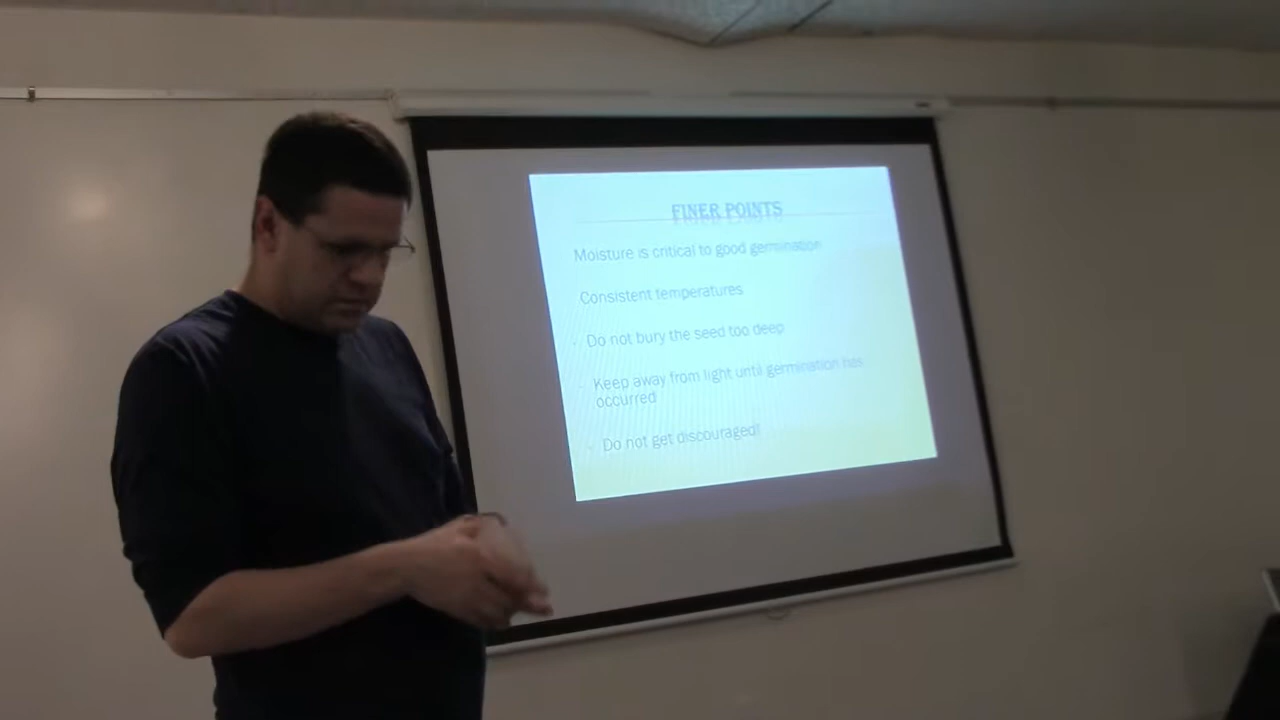 FINER POINTS
Moisture is critical to good germination
Consistent temperatures
Do not bury the seed too deep
Keep away from light until germination has
occurred
Do not get discouraged!